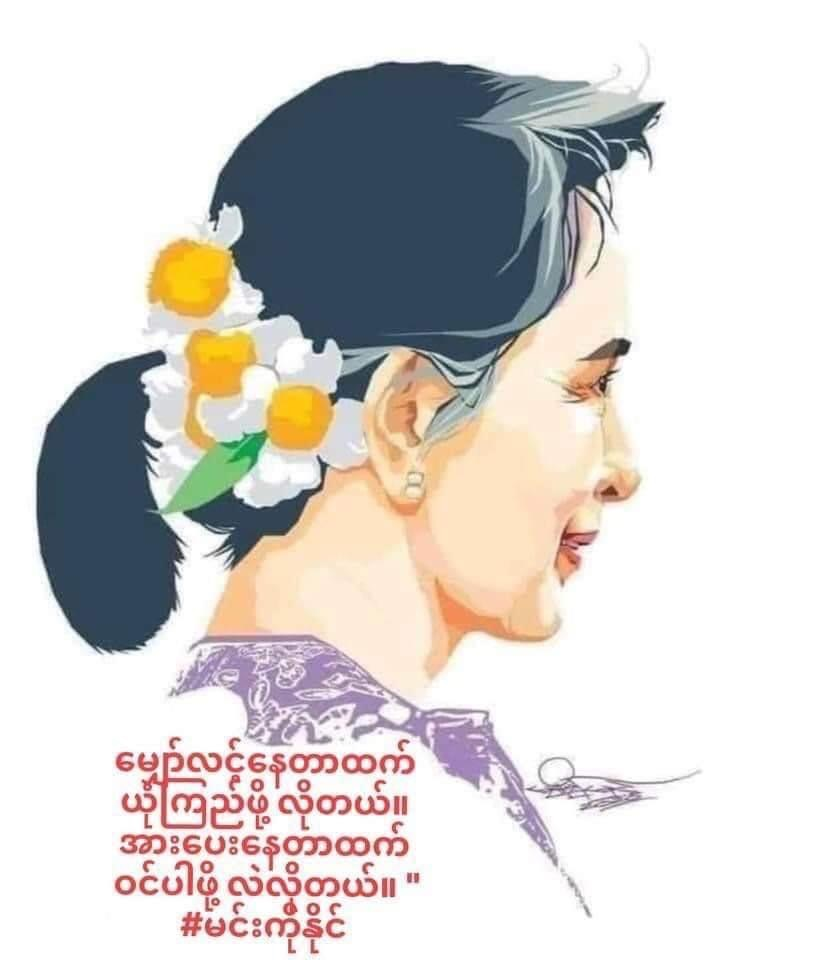 မျှော်လင့်နေတာထက်
ယုံကြည်ဖို့ လိုတယ်။
အားပေးနေတာထက်
ဝင်ပါဖို့ လဲလိုတယ်။ "
#မင်းကိုနိုင်